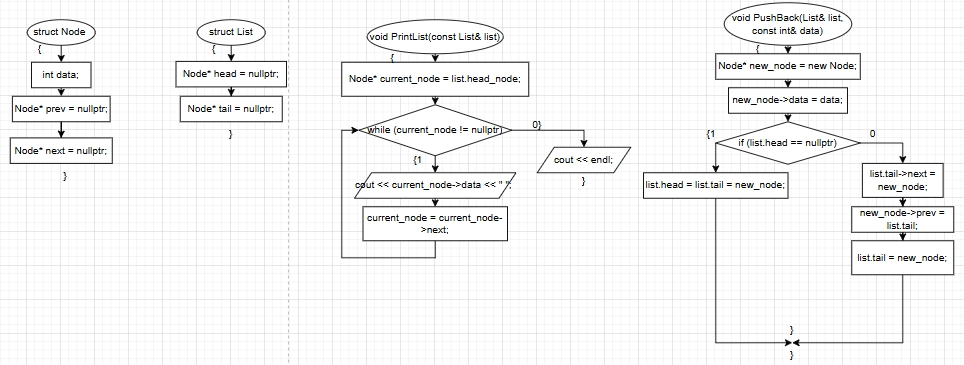 struct Node
{
int data;
Node* prev = nullptr;
Node* next = nullptr;
}
struct List
{
Node* head = nullptr;
Node* tail = nullptr;
}
void PrintList(const List& list)
{
Node* current_node = list.head_node;
while (current_node != nullptr)
0}
{1
cout << endl;
}
cout << current_node->data << " ";
current_node = current_node-
>next;
void PushBack(List& list,
const int& data)
{
Node* new_node = new Node;
new_node->data = data;
{1
0
if (list.head == nullptr)
list.head = list.tail = new_node;
list.tail->next =
new_node;
new_node->prev =
list.tail;
list.tail = new_node;
}
}